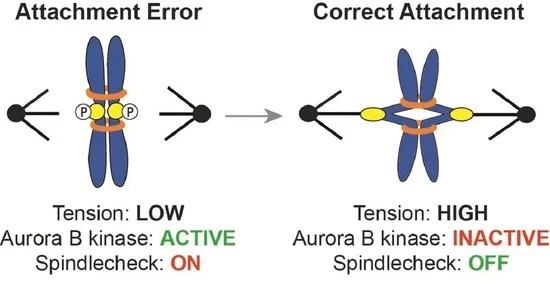 Attachment Error
Correct Attachment
P
P
Tension: LOW
Aurora B kinase: ACTIVE
Spindlecheck: ON
Tension: HIGH
Aurora B kinase: INACTIVE
Spindlecheck: OFF